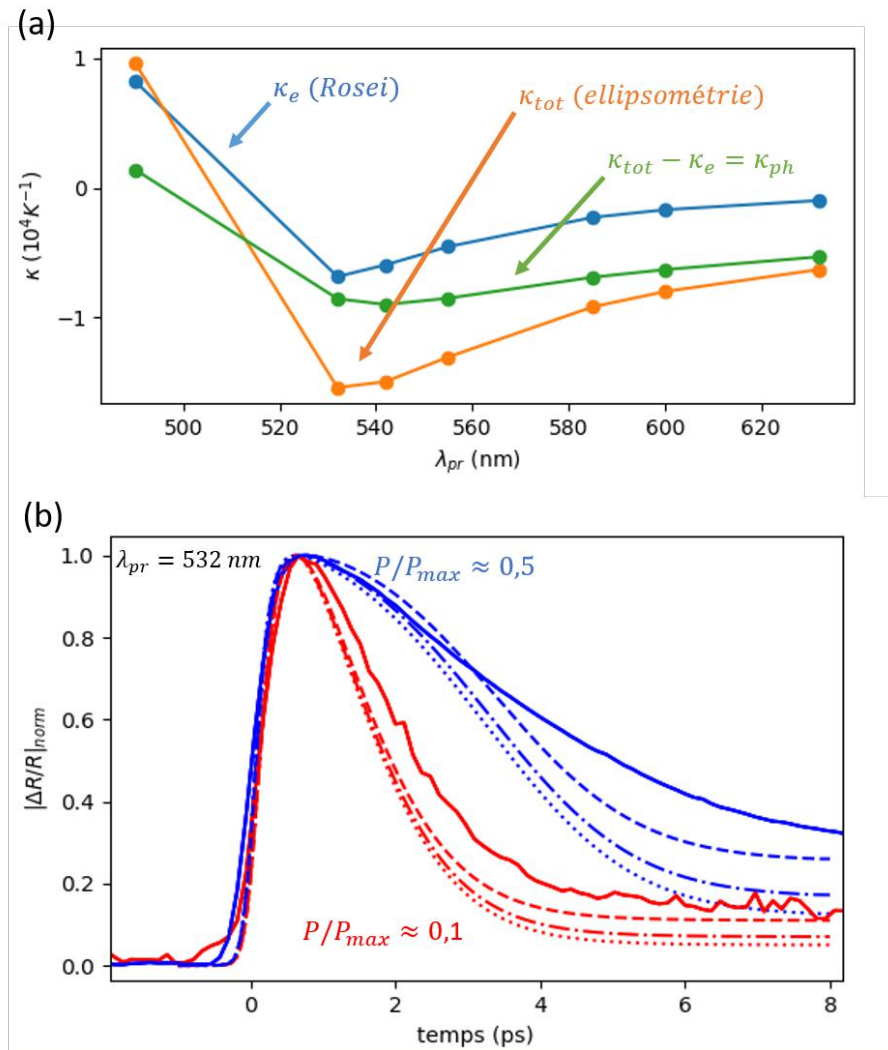 (a)
κ_e (Rosei)
κ_tot (ellipsométrie)
κ_tot − κ_e = κ_ph
κ (10⁴K⁻¹)
1
0
−1
500 520 540 560 580 600 620
λ_pr (nm)
(b)
λ_pr = 532 nm
P/P_max ≈ 0,5
P/P_max ≈ 0,1
|ΔR/R|_norm
1.0
0.8
0.6
0.4
0.2
0.0
0 2 4 6 8
temps (ps)